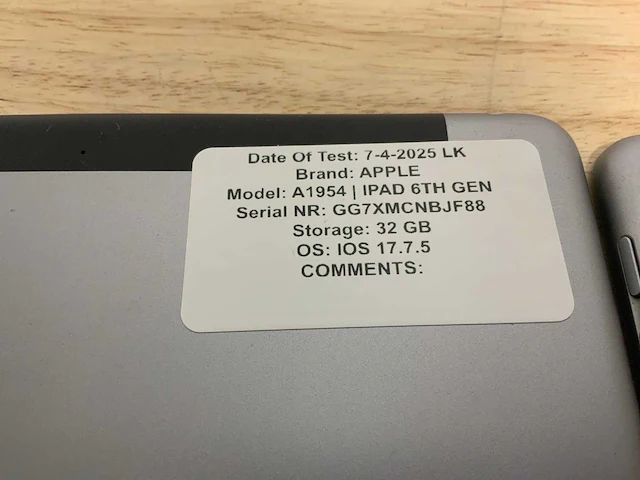 Date Of Test: 7-4-2025 LK
Brand: APPLE
Model: A1954 | IPAD 6TH GEN
Serial NR: GG7XMCNBJF88
Storage: 32 GB
OS: IOS 17.7.5
COMMENTS: